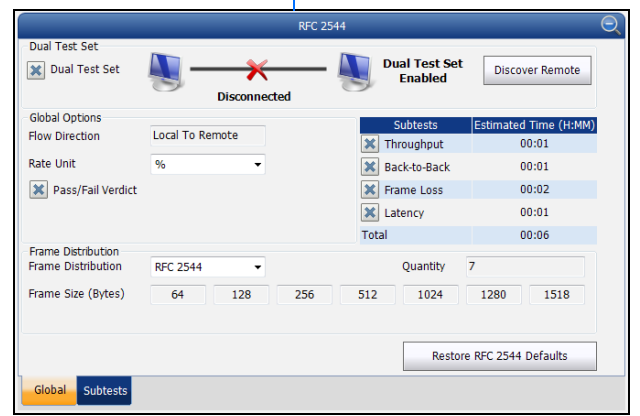 RFC 2544
Dual Test Set
Dual Test Set
Disconnected
Dual Test Set
Enabled
Discover Remote
Global Options
Flow Direction Local To Remote
Rate Unit %
Pass/Fail Verdict
Subtests Estimated Time (H:MM)
Throughput 00:01
Back-to-Back 00:01
Frame Loss 00:02
Latency 00:01
Total 00:06
Frame Distribution
Frame Distribution RFC 2544 Quantity 7
Frame Size (Bytes) 64 128 256 512 1024 1280 1518
Restore RFC 2544 Defaults
Global Subtests